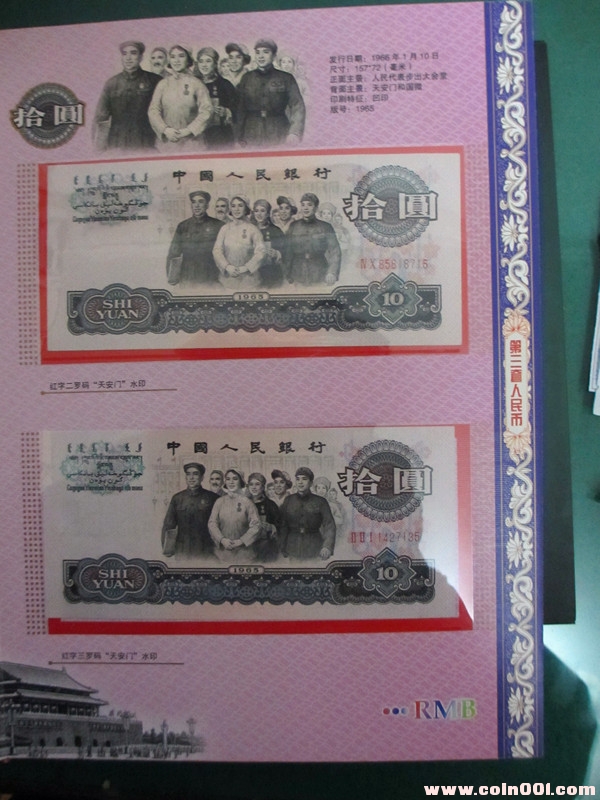 拾圓
发行日期：1966年1月10日
尺寸：157*72（毫米）
正面主景：人民代表步出大会堂
背面主景：天安门和国徽
印刷特征：凹印
版号：1965
中國人民銀行
拾圓
1965
SHI
YUAN
10
红字二罗码“天安门”水印
第三套人民币
中國人民銀行
拾圓
1965
SHI
YUAN
10
红字三罗码“天安门”水印
RMB
www.coin001.com